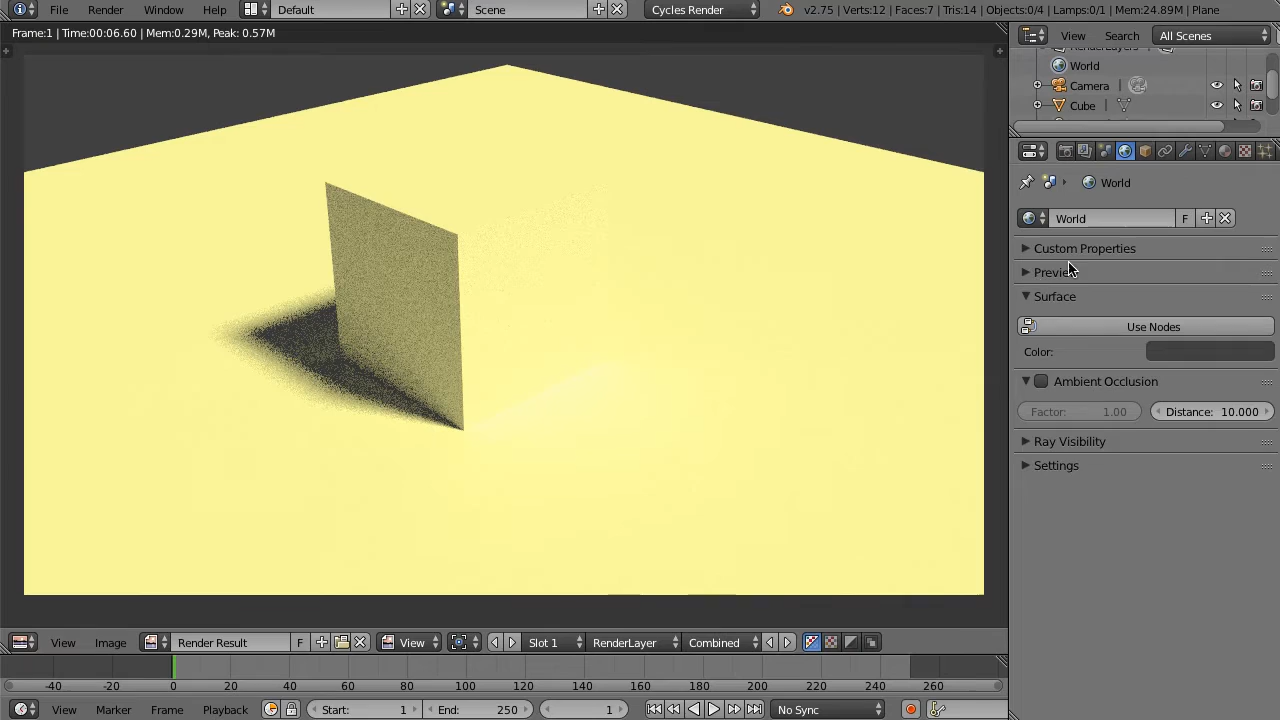 File Render Window Help Default Scene Cycles Render v2.75 | Verts:12 | Faces:7 | Tris:14 | Objects:0/4 | Lamps:0/1 | Mem:24.89M | Plane
Frame:1 | Time:00:06.60 | Mem:0.29M, Peak: 0.57M
View Search All Scenes
RenderLayers
World
Camera
Cube
World
World F
Custom Properties
Preview
Surface
Use Nodes
Color:
Ambient Occlusion
Factor: 1.00 Distance: 10.000
Ray Visibility
Settings
View Image Render Result F View Slot 1 RenderLayer Combined
-40 -20 0 20 40 60 80 100 120 140 160 180 200 220 240 260
View Marker Frame Playback Start: 1 End: 250 1 No Sync